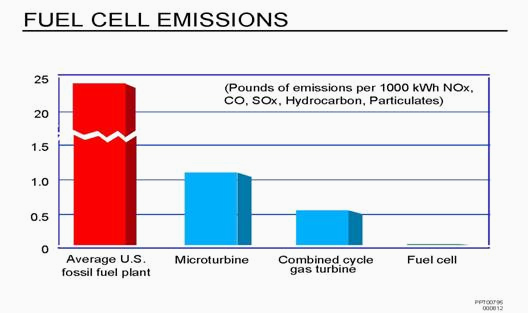 FUEL CELL EMISSIONS
(Pounds of emissions per 1000 kWh NOx,
CO, SOx, Hydrocarbon, Particulates)
25
20
1.5
1.0
0.5
0
Average U.S.
fossil fuel plant
Microturbine
Combined cycle
gas turbine
Fuel cell
PPT00796
000812